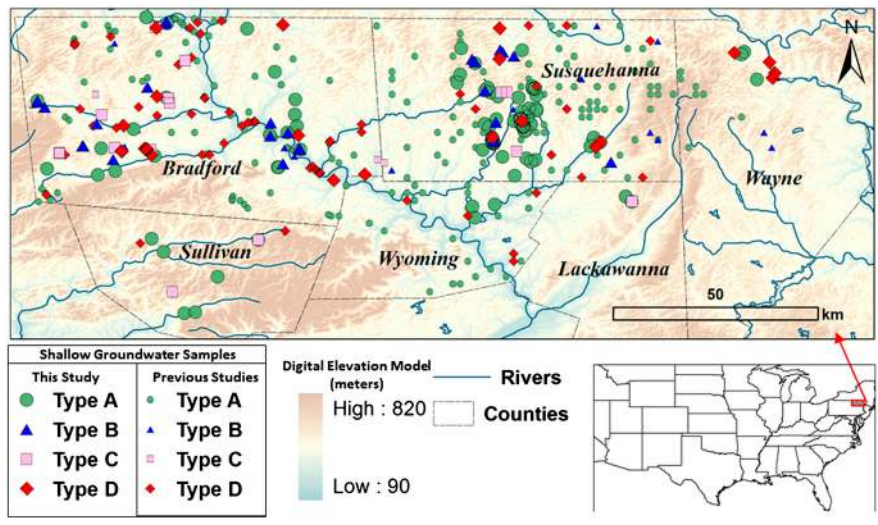 N
Susquehanna
Bradford
Wayne
Sullivan
Wyoming
Lackawanna
50
km
Shallow Groundwater Samples
This Study
Previous Studies
Type A
Type A
Type B
Type B
Type C
Type C
Type D
Type D
Digital Elevation Model
(meters)
High : 820
Low : 90
Rivers
Counties